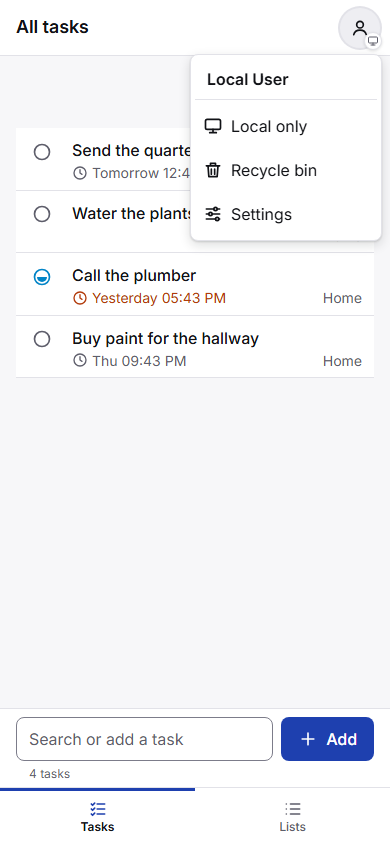 All tasks
Local User
Local only
Recycle bin
Settings
Send the quarte
Tomorrow 12:4
Water the plants
Call the plumber
Yesterday 05:43 PM
Home
Buy paint for the hallway
Thu 09:43 PM
Home
Search or add a task
Add
4 tasks
Tasks
Lists